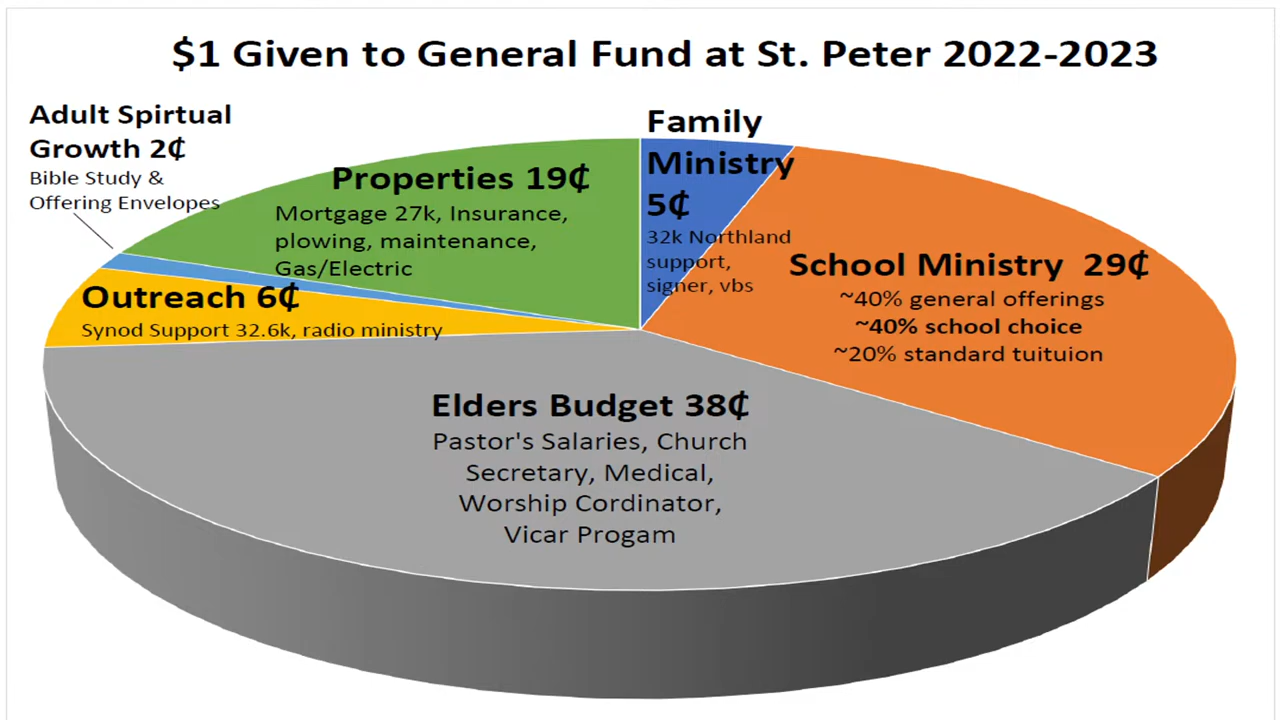 $1 Given to General Fund at St. Peter 2022-2023
Adult Spirtual
Growth 2₵
Bible Study &
Offering Envelopes
Properties 19₵
Mortgage 27k, Insurance,
plowing, maintenance,
Gas/Electric
Family
Ministry
5₵
32k Northland
support,
signer, vbs
School Ministry  29₵
~40% general offerings
~40% school choice
~20% standard tuituion
Outreach 6₵
Synod Support 32.6k, radio ministry
Elders Budget 38₵
Pastor's Salaries, Church
Secretary, Medical,
Worship Cordinator,
Vicar Progam